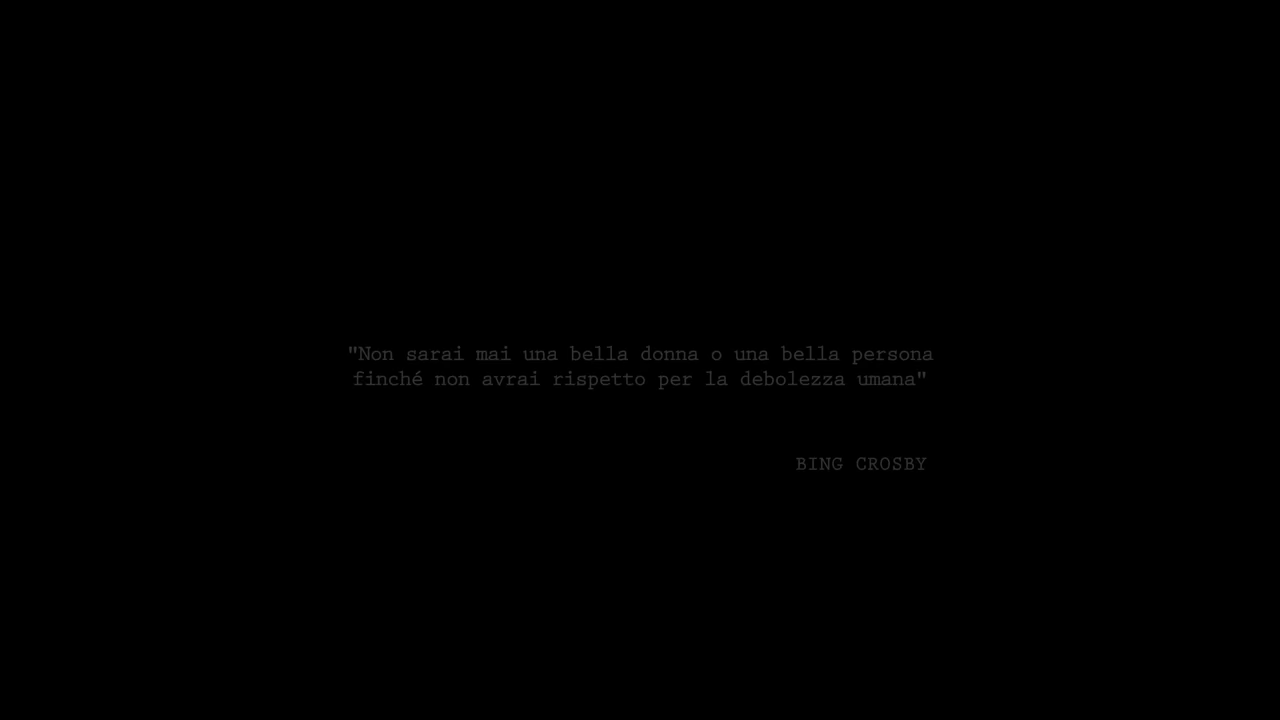 "Non sarai mai una bella donna o una bella persona
finché non avrai rispetto per la debolezza umana"
BING CROSBY